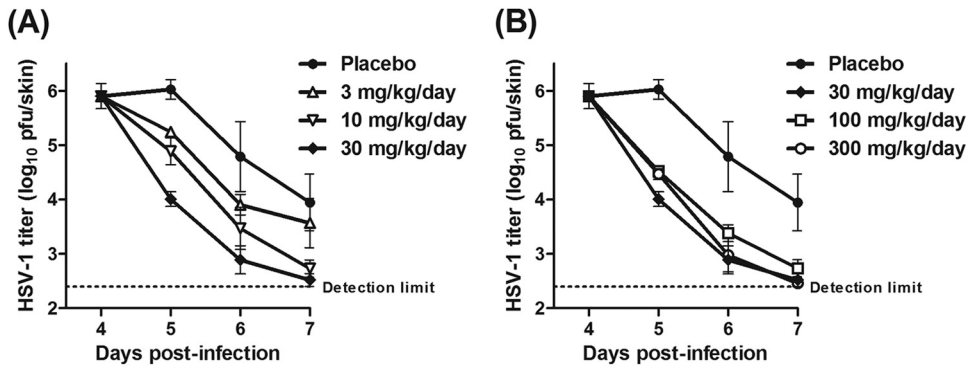 (A)
HSV-1 titer (log10 pfu/skin)
6
5
4
3
2
4 5 6 7
Days post-infection
Placebo
3 mg/kg/day
10 mg/kg/day
30 mg/kg/day
Detection limit
(B)
HSV-1 titer (log10 pfu/skin)
6
5
4
3
2
4 5 6 7
Days post-infection
Placebo
30 mg/kg/day
100 mg/kg/day
300 mg/kg/day
Detection limit